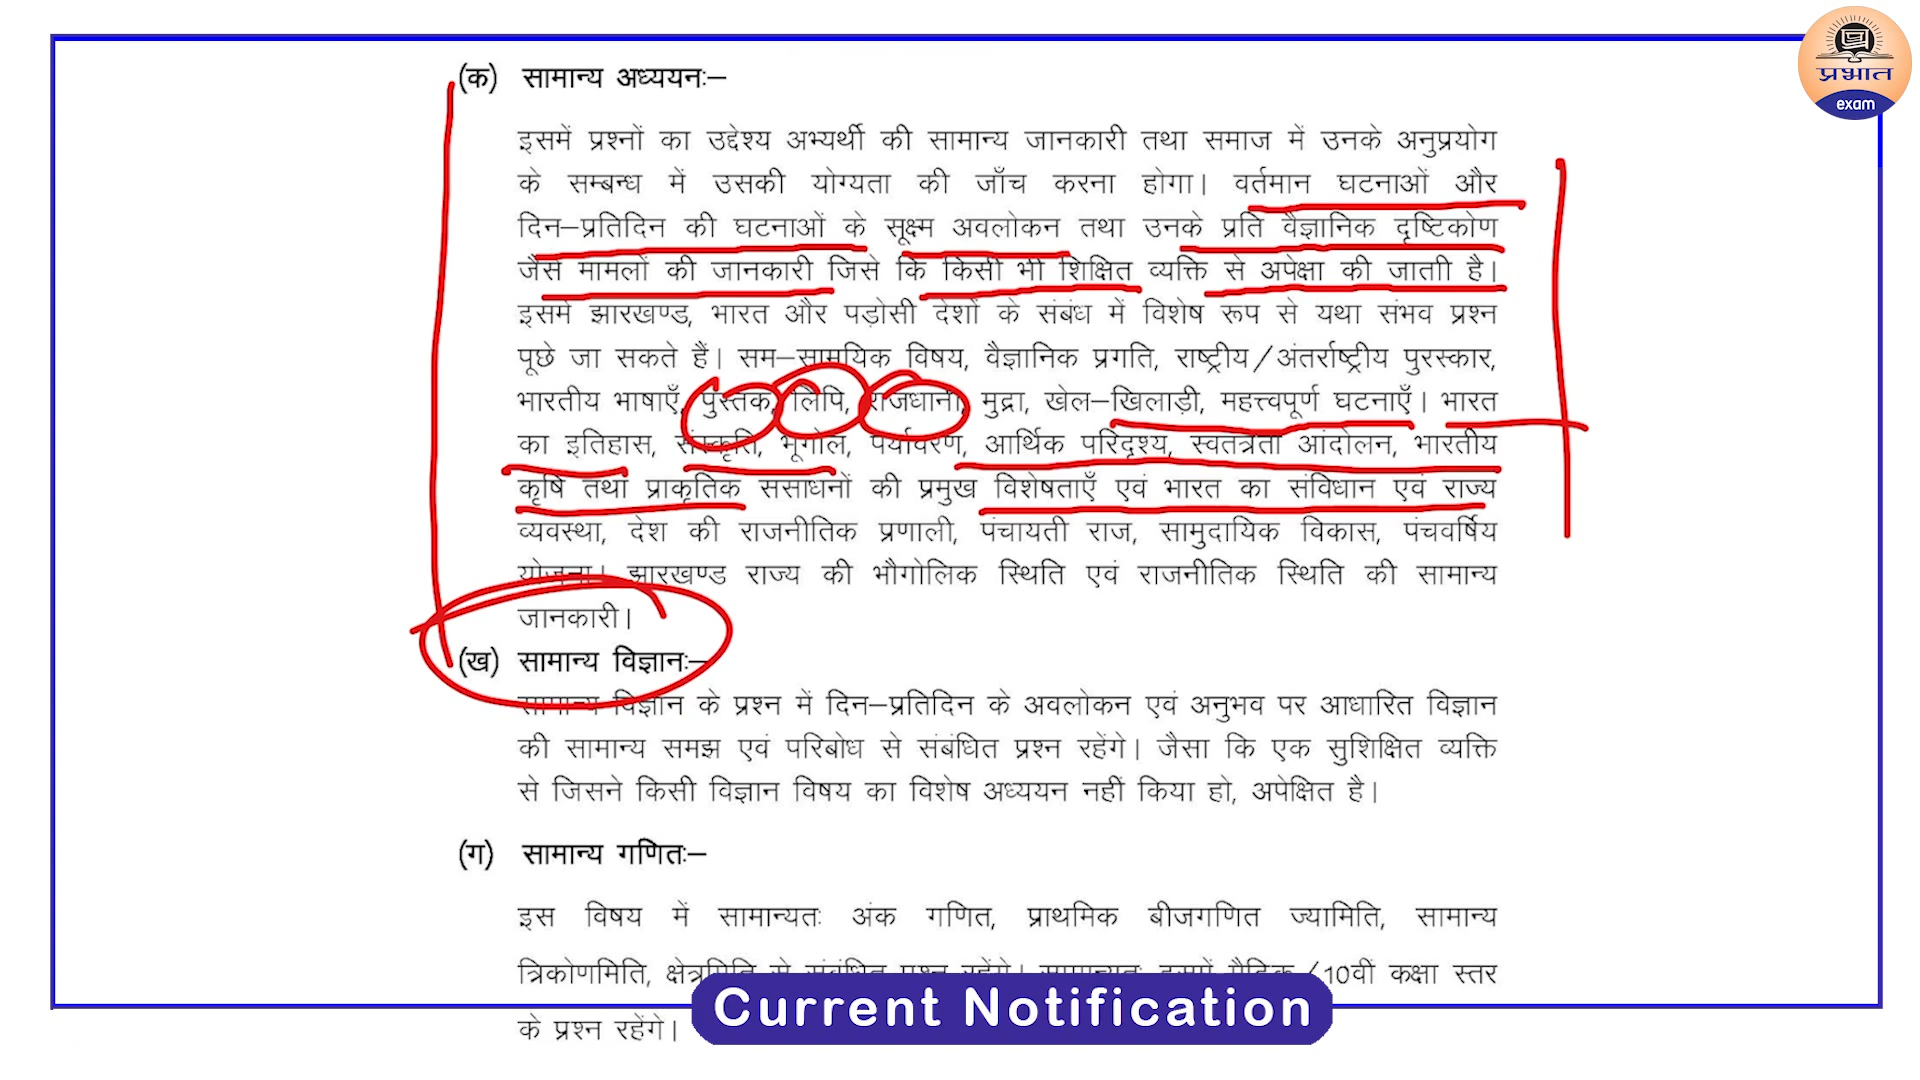 प्रभात
exam
(क) सामान्य अध्ययनः–
इसमें प्रश्नों का उद्देश्य अभ्यर्थी की सामान्य जानकारी तथा समाज में उनके अनुप्रयोग
के सम्बन्ध में उसकी योग्यता की जाँच करना होगा। वर्तमान घटनाओं और
दिन–प्रतिदिन की घटनाओं के सूक्ष्म अवलोकन तथा उनके प्रति वैज्ञानिक दृष्टिकोण
जैसे मामलों की जानकारी जिसे कि किसी भी शिक्षित व्यक्ति से अपेक्षा की जाताी है।
इसमें झारखण्ड, भारत और पड़ोसी देशों के संबंध में विशेष रूप से यथा संभव प्रश्न
पूछे जा सकते हैं। सम–सामयिक विषय, वैज्ञानिक प्रगति, राष्ट्रीय/अंतर्राष्ट्रीय पुरस्कार,
भारतीय भाषाएँ, पुस्तक, लिपि, राजधानी, मुद्रा, खेल–खिलाड़ी, महत्त्वपूर्ण घटनाएँ। भारत
का इतिहास, संस्कृति, भूगोल, पर्यावरण, आर्थिक परिदृश्य, स्वतंत्रता आंदोलन, भारतीय
कृषि तथा प्राकृतिक संसाधनों की प्रमुख विशेषताएँ एवं भारत का संविधान एवं राज्य
व्यवस्था, देश की राजनीतिक प्रणाली, पंचायती राज, सामुदायिक विकास, पंचवर्षिय
योजना। झारखण्ड राज्य की भौगोलिक स्थिति एवं राजनीतिक स्थिति की सामान्य
जानकारी।
(ख) सामान्य विज्ञानः–
सामान्य विज्ञान के प्रश्न में दिन–प्रतिदिन के अवलोकन एवं अनुभव पर आधारित विज्ञान
की सामान्य समझ एवं परिबोध से संबंधित प्रश्न रहेंगे। जैसा कि एक सुशिक्षित व्यक्ति
से जिसने किसी विज्ञान विषय का विशेष अध्ययन नहीं किया हो, अपेक्षित है।
(ग) सामान्य गणितः–
इस विषय में सामान्यतः अंक गणित, प्राथमिक बीजगणित ज्यामिति, सामान्य
त्रिकोणमिति, क्षेत्रमिति से संबंधित प्रश्न रहेंगे। सामान्यतः इसमें मैट्रिक/10वीं कक्षा स्तर
के प्रश्न रहेंगे।
Current Notification